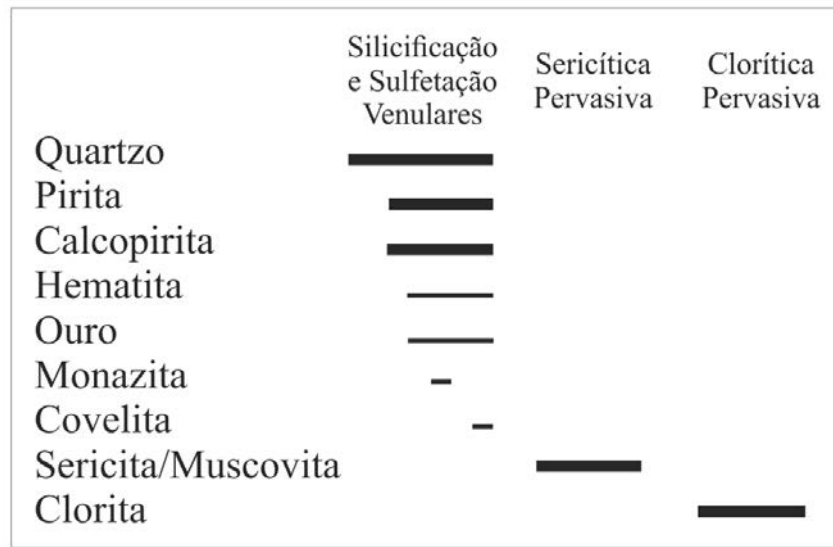 Silicificação
e Sulfetação
Venulares
Sericítica
Pervasiva
Clorítica
Pervasiva
Quartzo
Pirita
Calcopirita
Hematita
Ouro
Monazita
Covelita
Sericita/Muscovita
Clorita